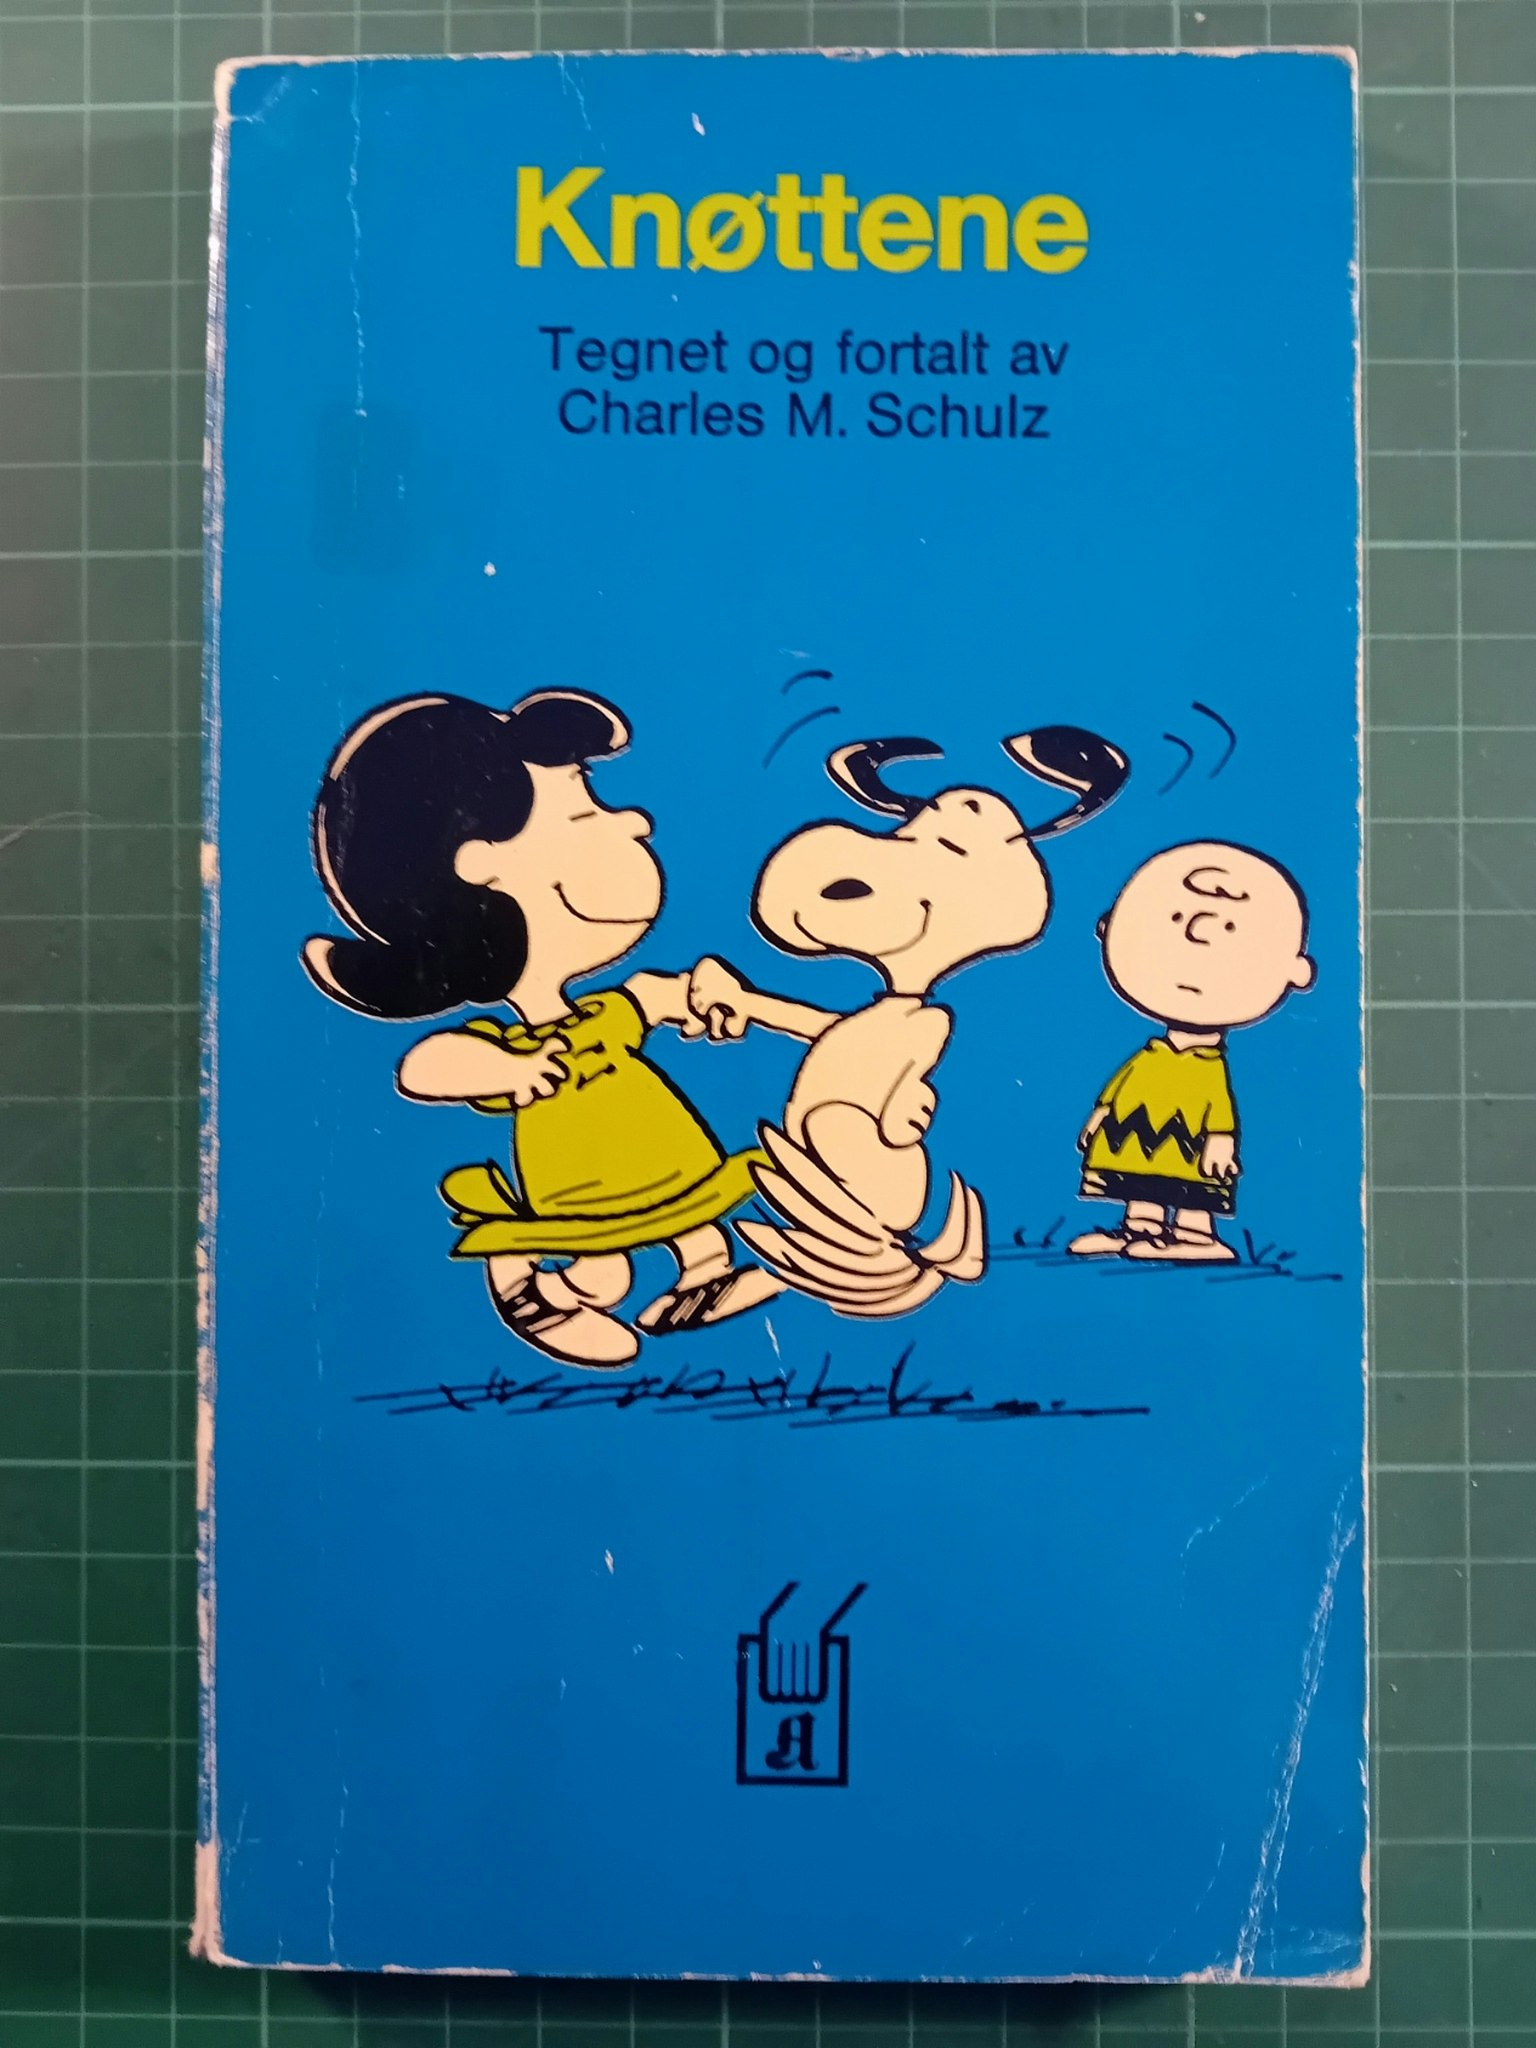 Knøttene
Tegnet og fortalt av
Charles M. Schulz
A